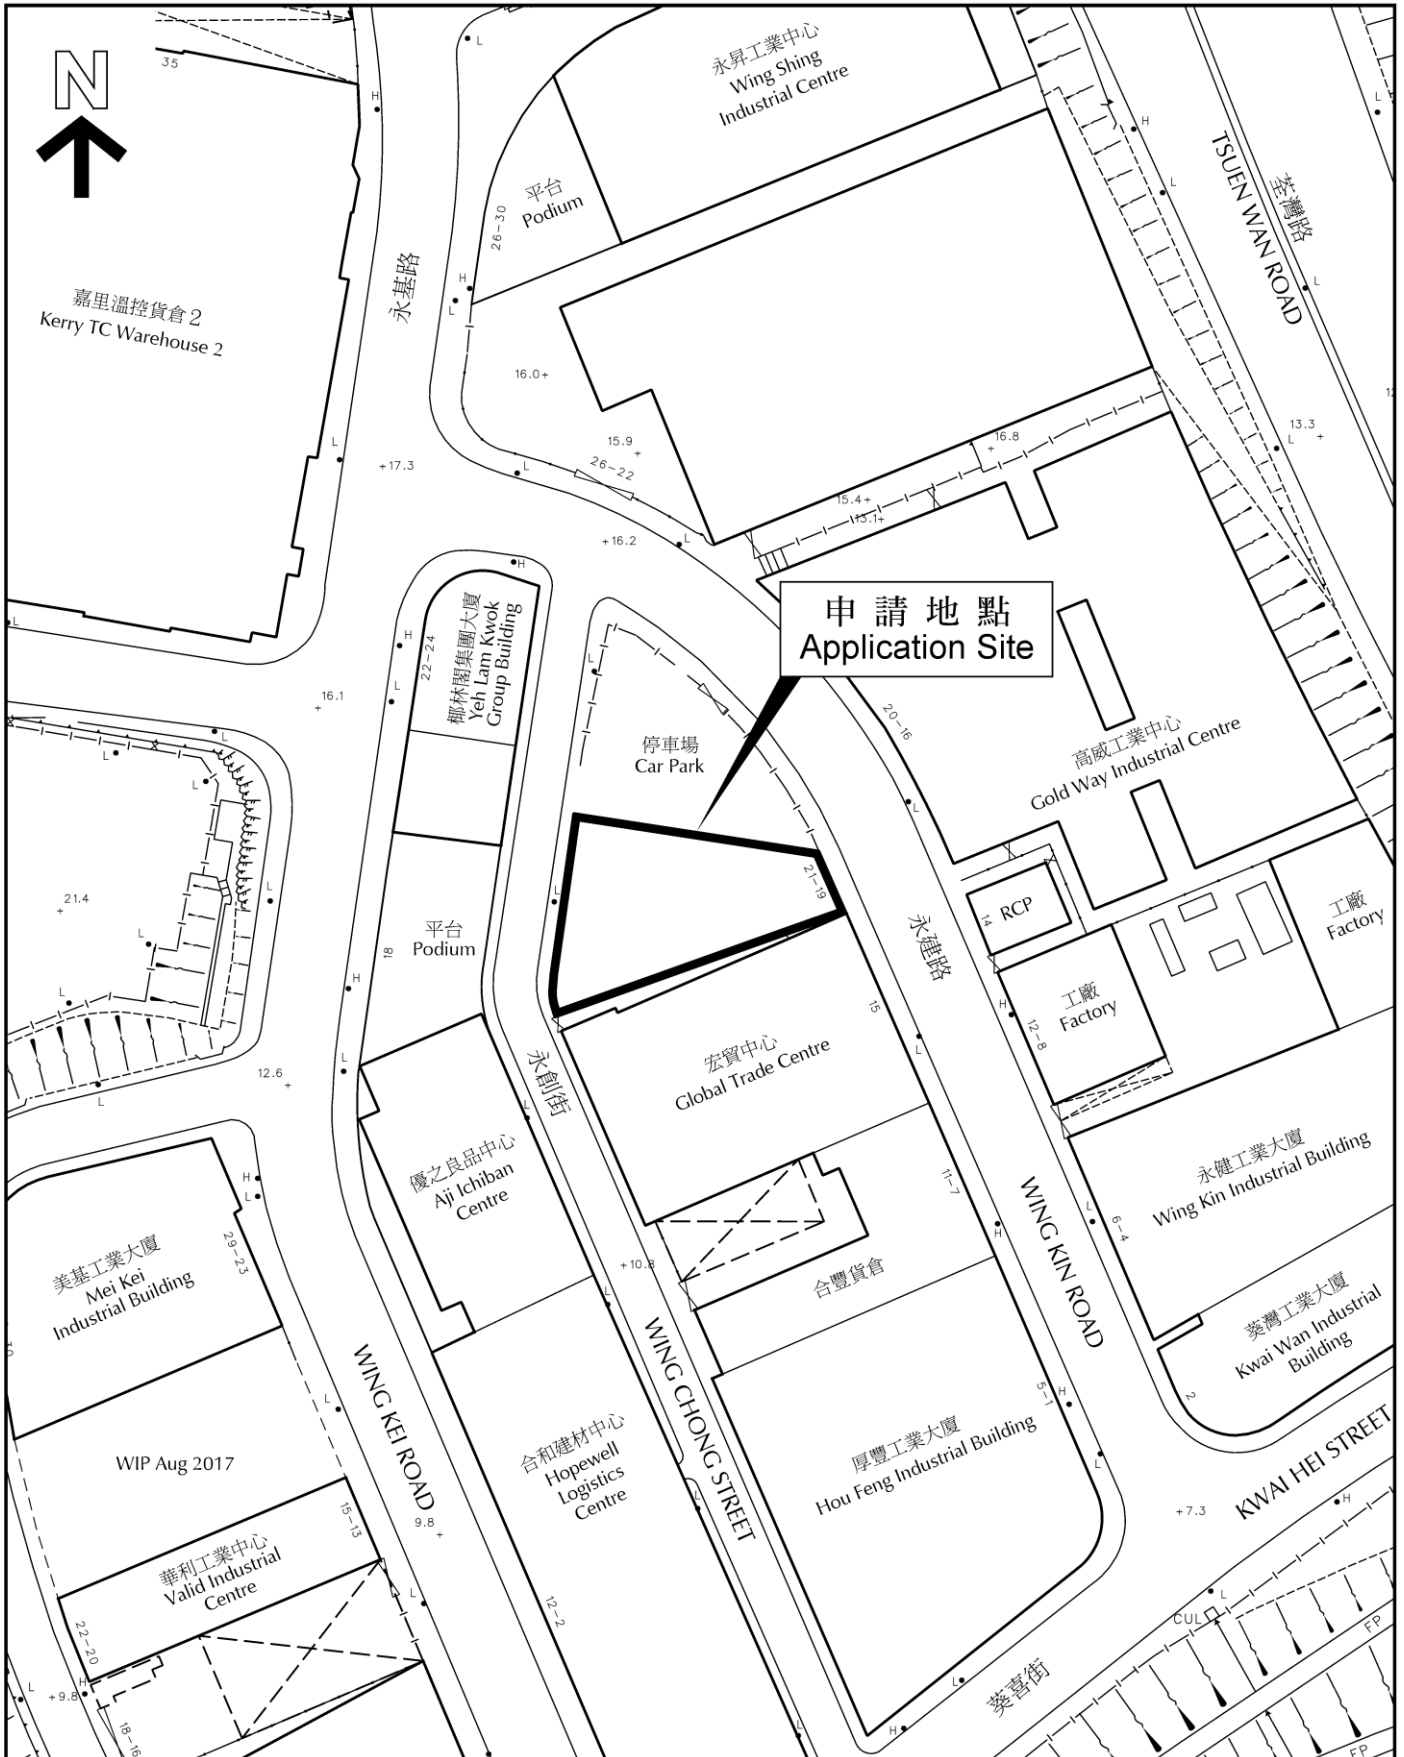 N
35
永昇工業中心
Wing Shing
Industrial Centre
H
L
L
H
L
TSUEN WAN ROAD
荃灣路
L
平台
Podium
26-30
永基路
H
L
嘉里溫控貨倉2
Kerry TC Warehouse 2
16.0+
15.9
+
26-22
16.8
+
13.3
+
L
L
+17.3
L
15.4+
13.1+
+16.2
L
H
申請地點
Application Site
椰林閣集團大廈
Yeh Lam Kwok
Group Building
22-24
H
L
L
L
16.1
+
20-16
停車場
Car Park
高威工業中心
Gold Way Industrial Centre
L
L
L
L
21.4
+
L
L
L
L
平台
Podium
18
21-19
永建路
14
RCP
工廠
Factory
工廠
Factory
H
12-8
H
15
L
宏貿中心
Global Trade Centre
永創街
12.6
+
L
L
L
優之良品中心
Aji Ichiban
Centre
11-7
永健工業大廈
Wing Kin Industrial Building
H
L
WING KIN ROAD
L
6-4
H
29-23
美基工業大廈
Mei Kei
Industrial Building
+10.8
合豐貨倉
L
葵灣工業大廈
Kwai Wan Industrial
Building
2
WING KEI ROAD
WING CHONG STREET
5-1
H
L
L
合和建材中心
Hopewell
Logistics
Centre
厚豐工業大廈
Hou Feng Industrial Building
KWAI HEI STREET
WIP Aug 2017
15-13
9.8
+
L
+7.3
H
華利工業中心
Valid Industrial
Centre
L
12-2
L
CUL
FP
22-20
葵喜街
L
L
H
+9.8
18-16
H
L
FP